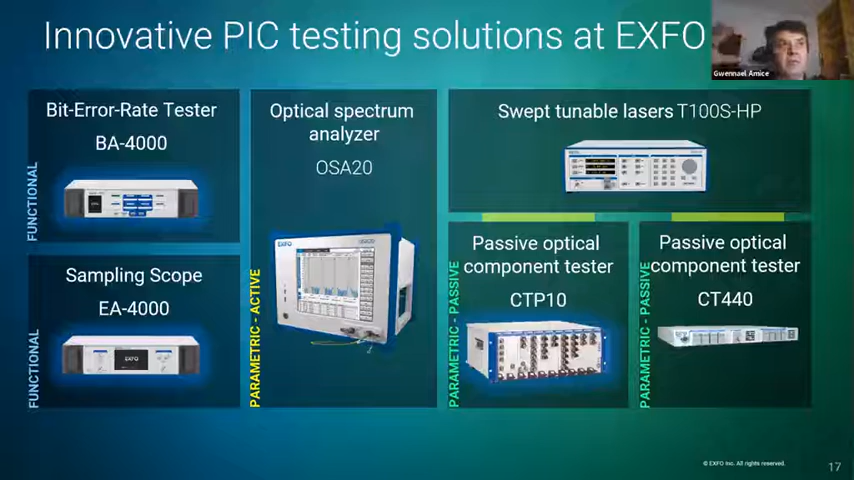 Innovative PIC testing solutions at EXFO
Gwennael Amice
Bit-Error-Rate Tester
BA-4000
FUNCTIONAL
Sampling Scope
EA-4000
FUNCTIONAL
EXFO
Optical spectrum
analyzer
OSA20
PARAMETRIC - ACTIVE
EXFO
Swept tunable lasers T100S-HP
Passive optical
component tester
CTP10
PARAMETRIC - PASSIVE
Passive optical
component tester
CT440
PARAMETRIC - PASSIVE
© EXFO Inc. All rights reserved.
17